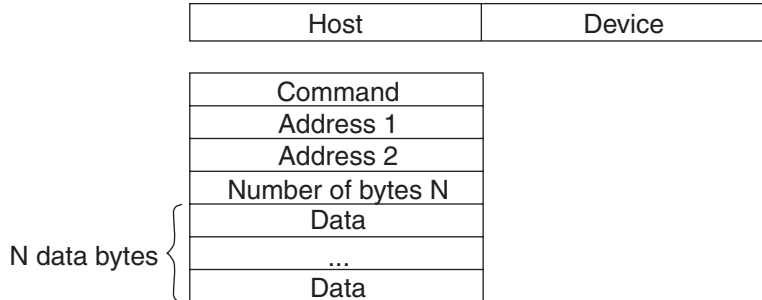 Host Device
Command
Address 1
Address 2
Number of bytes N
Data
N data bytes ...
Data